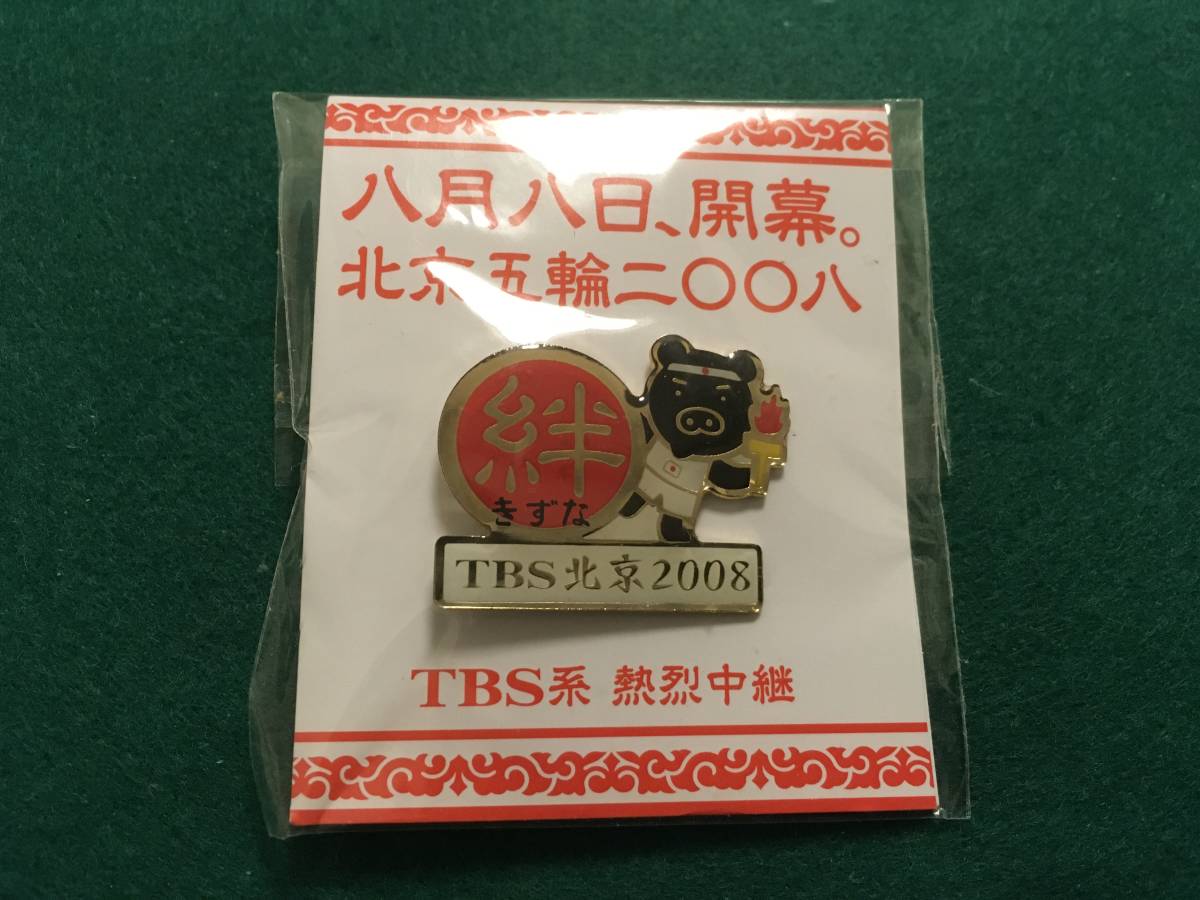 八月八日、開幕。
北京五輪二〇〇八
絆
きずな
T
TBS北京2008
TBS系 熱烈中継